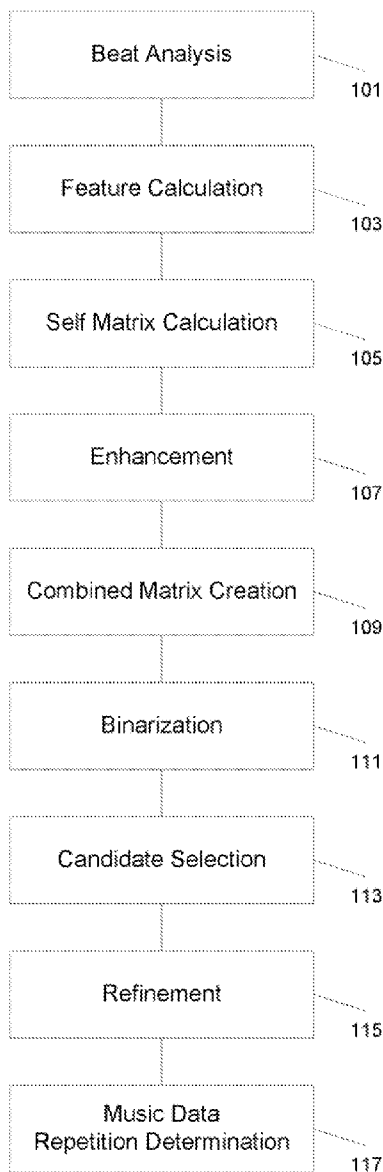 Beat Analysis
101
Feature Calculation
103
Self Matrix Calculation
105
Enhancement
107
Combined Matrix Creation
109
Binarization
111
Candidate Selection
113
Refinement
115
Music Data
Repetition Determination
117